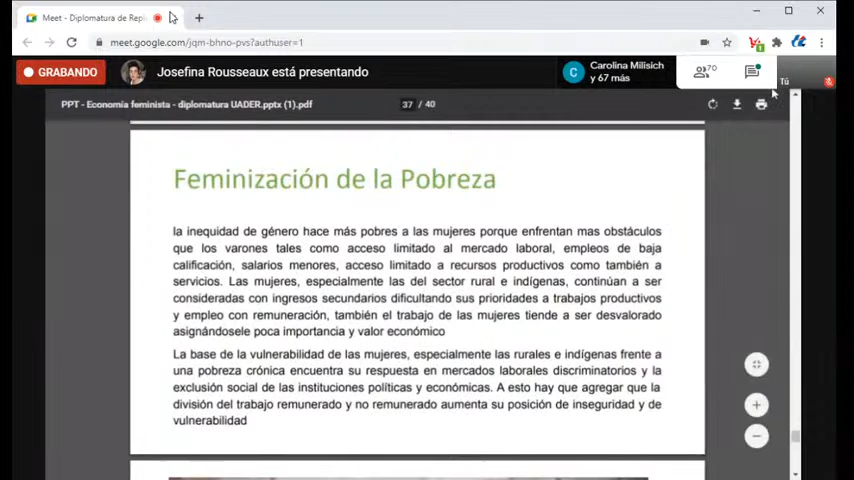 Meet - Diplomatura de Repr
meet.google.com/jqm-bhno-pvs?authuser=1
GRABANDO
Josefina Rousseaux está presentando
C
Carolina Milisich
y 67 más
70
Tú
PPT - Economía feminista - diplomatura UADER.pptx (1).pdf
37 / 40
Feminización de la Pobreza
la inequidad de género hace más pobres a las mujeres porque enfrentan mas obstáculos
que los varones tales como acceso limitado al mercado laboral, empleos de baja
calificación, salarios menores, acceso limitado a recursos productivos como también a
servicios. Las mujeres, especialmente las del sector rural e indígenas, continúan a ser
consideradas con ingresos secundarios dificultando sus prioridades a trabajos productivos
y empleo con remuneración, también el trabajo de las mujeres tiende a ser desvalorado
asignándosele poca importancia y valor económico
La base de la vulnerabilidad de las mujeres, especialmente las rurales e indígenas frente a
una pobreza crónica encuentra su respuesta en mercados laborales discriminatorios y la
exclusión social de las instituciones políticas y económicas. A esto hay que agregar que la
división del trabajo remunerado y no remunerado aumenta su posición de inseguridad y de
vulnerabilidad